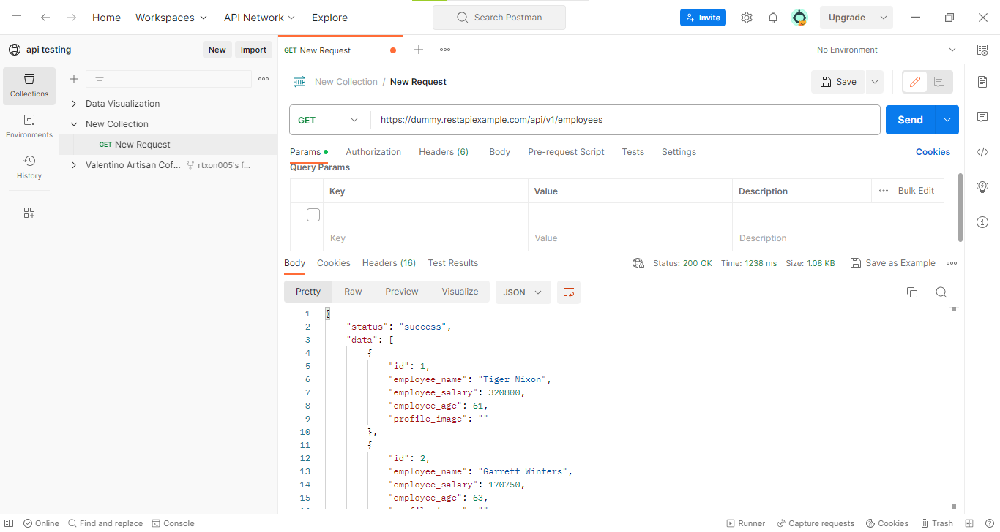 Home Workspaces API Network Explore Search Postman Invite Upgrade
api testing New Import GET New Request No Environment
Collections
Environments
History
Data Visualization
New Collection
GET New Request
Valentino Artisan Cof... rtxon005's f...
HTTP New Collection / New Request Save
GET https://dummy.restapiexample.com/api/v1/employees Send
Params Authorization Headers (6) Body Pre-request Script Tests Settings Cookies
Query Params
Key Value Description Bulk Edit
Key Value Description
Body Cookies Headers (16) Test Results Status: 200 OK Time: 1238 ms Size: 1.08 KB Save as Example
Pretty Raw Preview Visualize JSON
1 {
2 "status": "success",
3 "data": [
4 {
5 "id": 1,
6 "employee_name": "Tiger Nixon",
7 "employee_salary": 320800,
8 "employee_age": 61,
9 "profile_image": ""
10 },
11 {
12 "id": 2,
13 "employee_name": "Garrett Winters",
14 "employee_salary": 170750,
15 "employee_age": 63,
Online Find and replace Console Runner Capture requests Cookies Trash